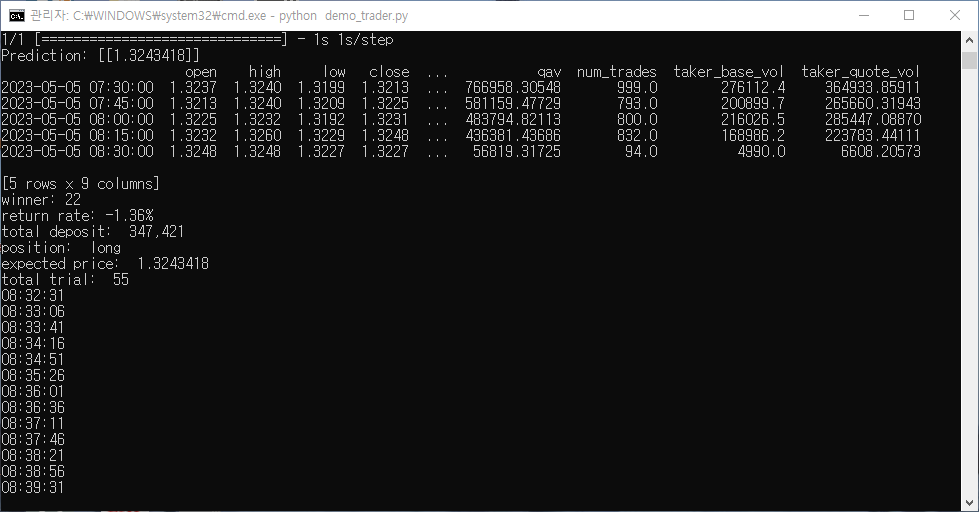 관리자: C:₩WINDOWS₩system32₩cmd.exe - python  demo_trader.py
1/1 [==============================] - 1s 1s/step
Prediction: [[1.3243418]]
                       open    high     low   close  ...           qav  num_trades  taker_base_vol  taker_quote_vol
2023-05-05 07:30:00  1.3237  1.3240  1.3199  1.3213  ...  766958.30548       999.0        276112.4     364933.85911
2023-05-05 07:45:00  1.3213  1.3240  1.3209  1.3225  ...  581159.47729       793.0        200899.7     265660.31943
2023-05-05 08:00:00  1.3225  1.3232  1.3192  1.3231  ...  483794.82113       800.0        216026.5     285447.08870
2023-05-05 08:15:00  1.3232  1.3260  1.3229  1.3248  ...  436381.43686       832.0        168986.2     223783.44111
2023-05-05 08:30:00  1.3248  1.3248  1.3227  1.3227  ...   56819.31725        94.0          4990.0       6608.20573
[5 rows x 9 columns]
winner: 22
return rate: -1.36%
total deposit:  347,421
position:  long
expected price:  1.3243418
total trial:  55
08:32:31
08:33:06
08:33:41
08:34:16
08:34:51
08:35:26
08:36:01
08:36:36
08:37:11
08:37:46
08:38:21
08:38:56
08:39:31